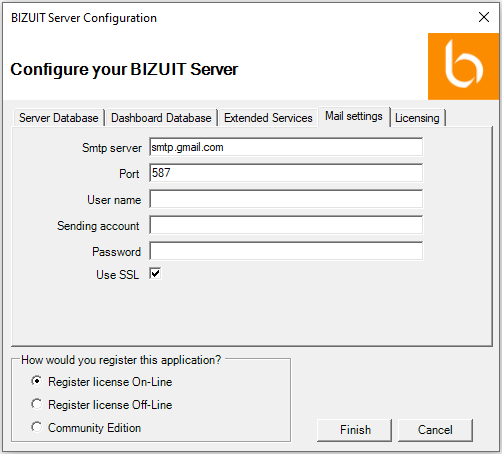 BIZUIT Server Configuration
Configure your BIZUIT Server
Server Database Dashboard Database Extended Services Mail settings Licensing
Smtp server smtp.gmail.com
Port 587
User name
Sending account
Password
Use SSL
How would you register this application?
Register license On-Line
Register license Off-Line
Community Edition
Finish Cancel